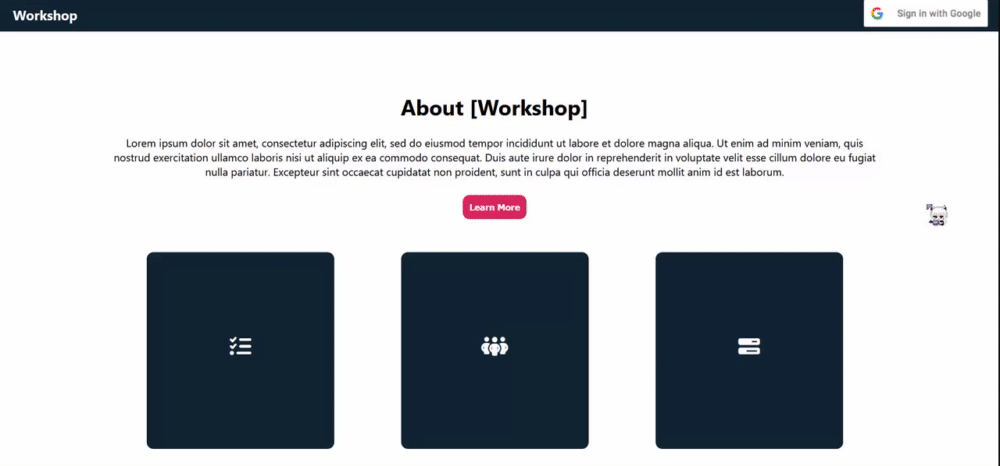 Workshop
Sign in with Google
About [Workshop]
Lorem ipsum dolor sit amet, consectetur adipiscing elit, sed do eiusmod tempor incididunt ut labore et dolore magna aliqua. Ut enim ad minim veniam, quis
nostrud exercitation ullamco laboris nisi ut aliquip ex ea commodo consequat. Duis aute irure dolor in reprehenderit in voluptate velit esse cillum dolore eu fugiat
nulla pariatur. Excepteur sint occaecat cupidatat non proident, sunt in culpa qui officia deserunt mollit anim id est laborum.
Learn More